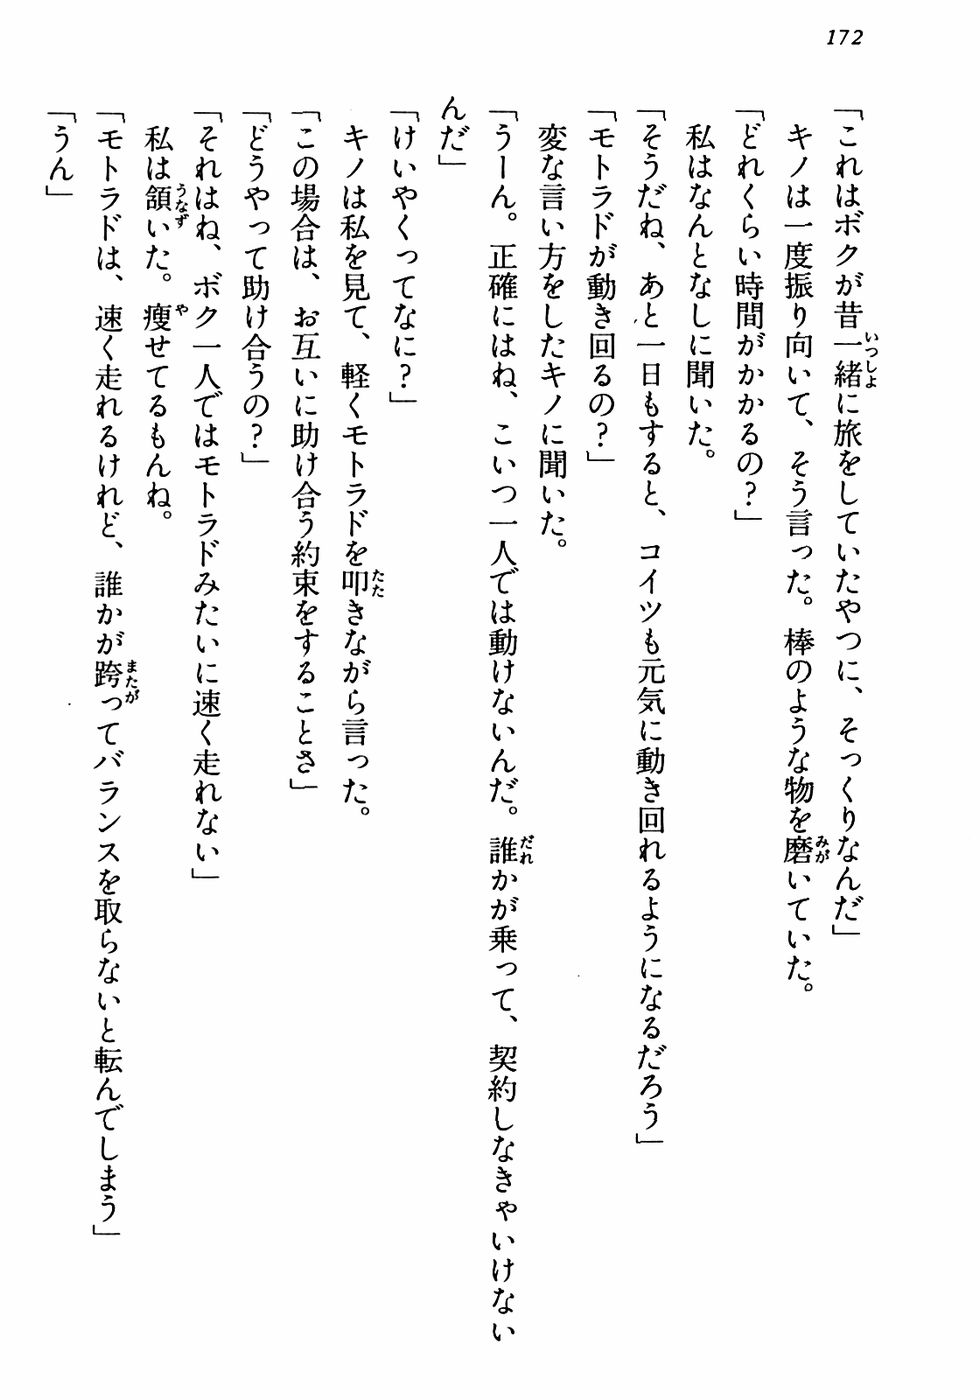 172
「これはボクが昔一緒に旅をしていたやつに、そっくりなんだ」
キノは一度振り向いて、そう言った。棒のような物を磨いていた。
「どれくらい時間がかかるの？」
私はなんとなしに聞いた。
「そうだね、あと一日もすると、コイツも元気に動き回れるようになるだろう」
「モトラドが動き回るの？」
変な言い方をしたキノに聞いた。
「うーん。正確にはね、こいつ一人では動けないんだ。誰かが乗って、契約しなきゃいけない
んだ」
「けいやくってなに？」
キノは私を見て、軽くモトラドを叩きながら言った。
「この場合は、お互いに助け合う約束をすることさ」
「どうやって助け合うの？」
「それはね、ボク一人ではモトラドみたいに速く走れない」
私は頷いた。瘦せてるもんね。
「モトラドは、速く走れるけれど、誰かが跨ってバランスを取らないと転んでしまう」
「うん」